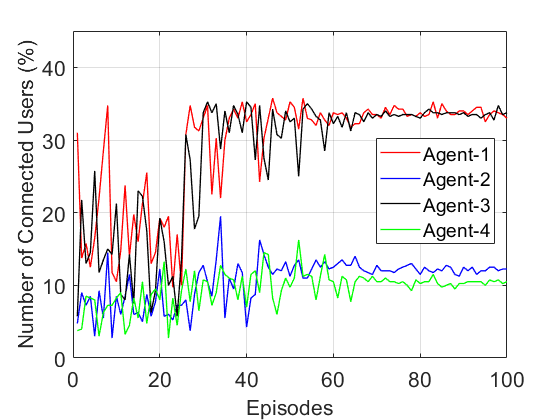 Number of Connected Users (%)
40
30
20
10
0
Agent-1
Agent-2
Agent-3
Agent-4
0 20 40 60 80 100
Episodes